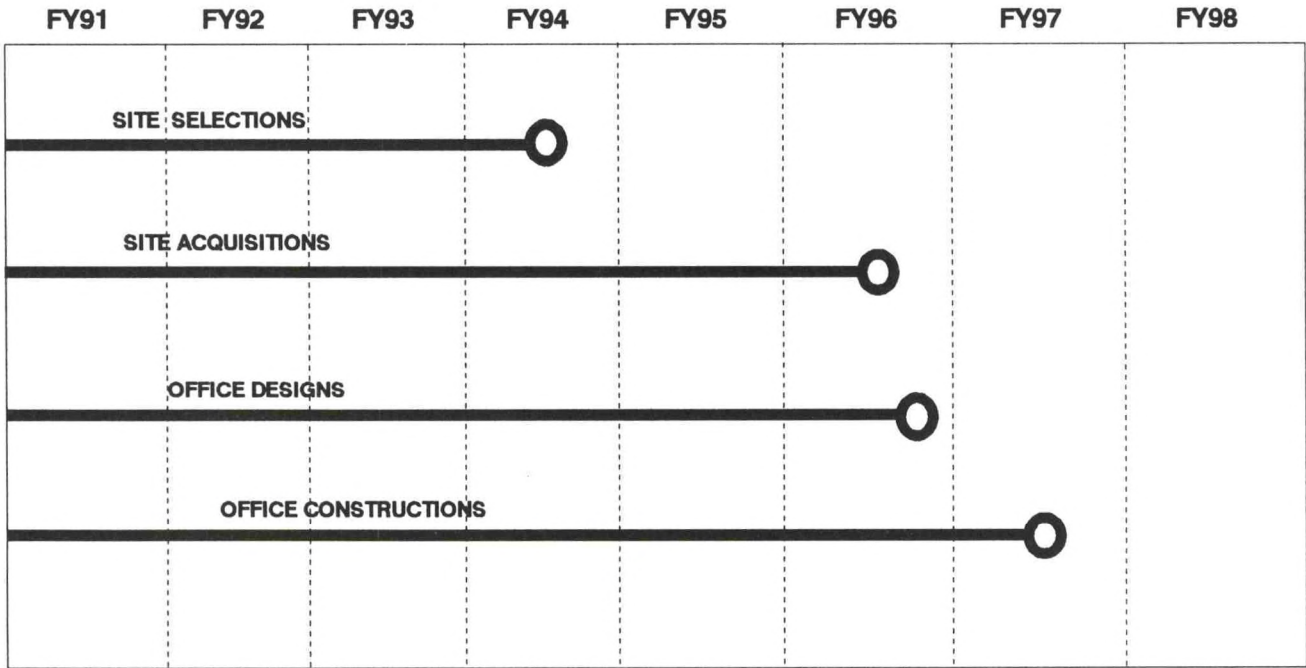 FY91 FY92 FY93 FY94 FY95 FY96 FY97 FY98
SITE SELECTIONS
SITE ACQUISITIONS
OFFICE DESIGNS
OFFICE CONSTRUCTIONS